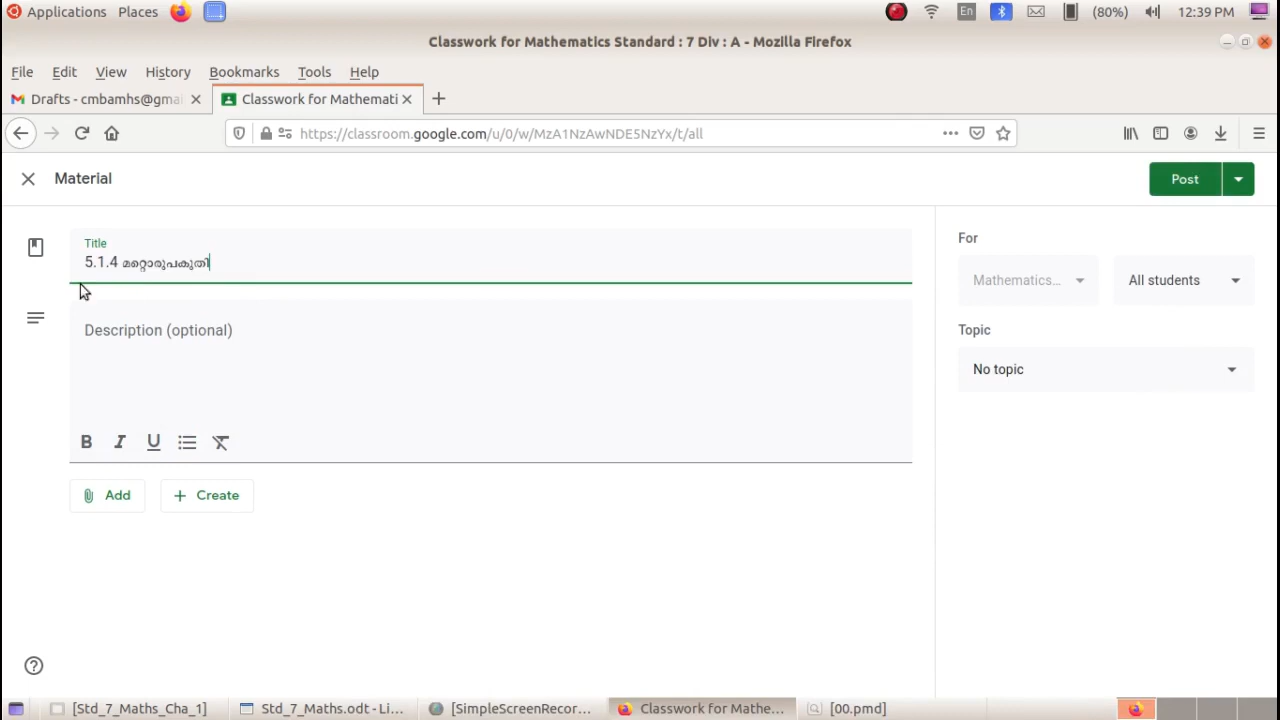 Applications Places En (80%) 12:39 PM
Classwork for Mathematics Standard : 7 Div : A - Mozilla Firefox
File Edit View History Bookmarks Tools Help
Drafts - cmbamhs@gmai Classwork for Mathemati
https://classroom.google.com/u/0/w/MzA1NzAwNDE5NzYx/t/all
Material Post
Title
5.1.4 മറ്റൊരുപകുതി
Description (optional)
B I U
Add Create
For
Mathematics... All students
Topic
No topic
[Std_7_Maths_Cha_1] Std_7_Maths.odt - Li... [SimpleScreenRecor... Classwork for Mathe... [00.pmd]